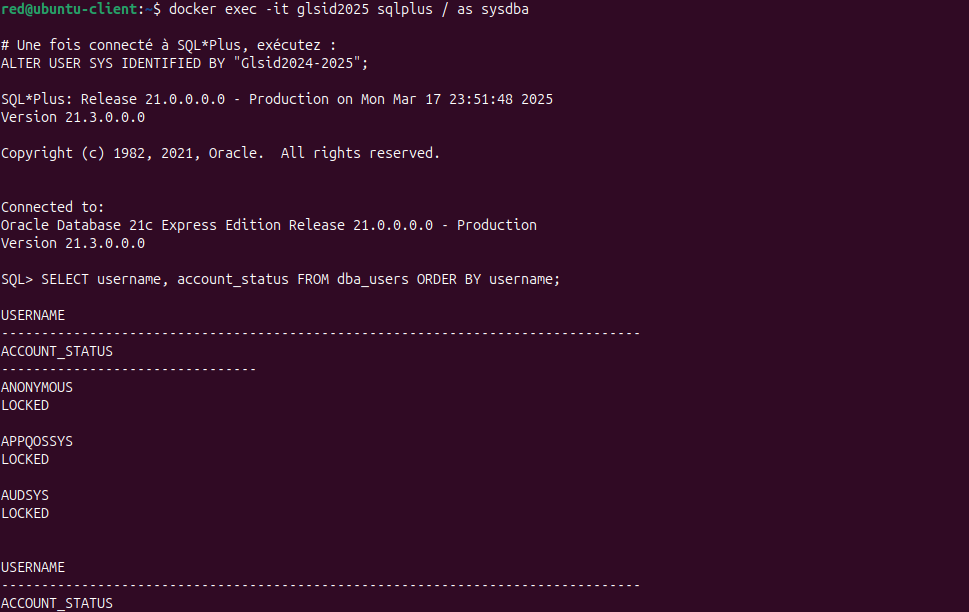 red@ubuntu-client:~$ docker exec -it glsid2025 sqlplus / as sysdba
# Une fois connecté à SQL*Plus, exécutez :
ALTER USER SYS IDENTIFIED BY "Glsid2024-2025";
SQL*Plus: Release 21.0.0.0.0 - Production on Mon Mar 17 23:51:48 2025
Version 21.3.0.0.0
Copyright (c) 1982, 2021, Oracle.  All rights reserved.
Connected to:
Oracle Database 21c Express Edition Release 21.0.0.0.0 - Production
Version 21.3.0.0.0
SQL> SELECT username, account_status FROM dba_users ORDER BY username;
USERNAME
--------------------------------------------------------------------------------
ACCOUNT_STATUS
--------------------------------
ANONYMOUS
LOCKED
APPQOSSYS
LOCKED
AUDSYS
LOCKED
USERNAME
--------------------------------------------------------------------------------
ACCOUNT_STATUS